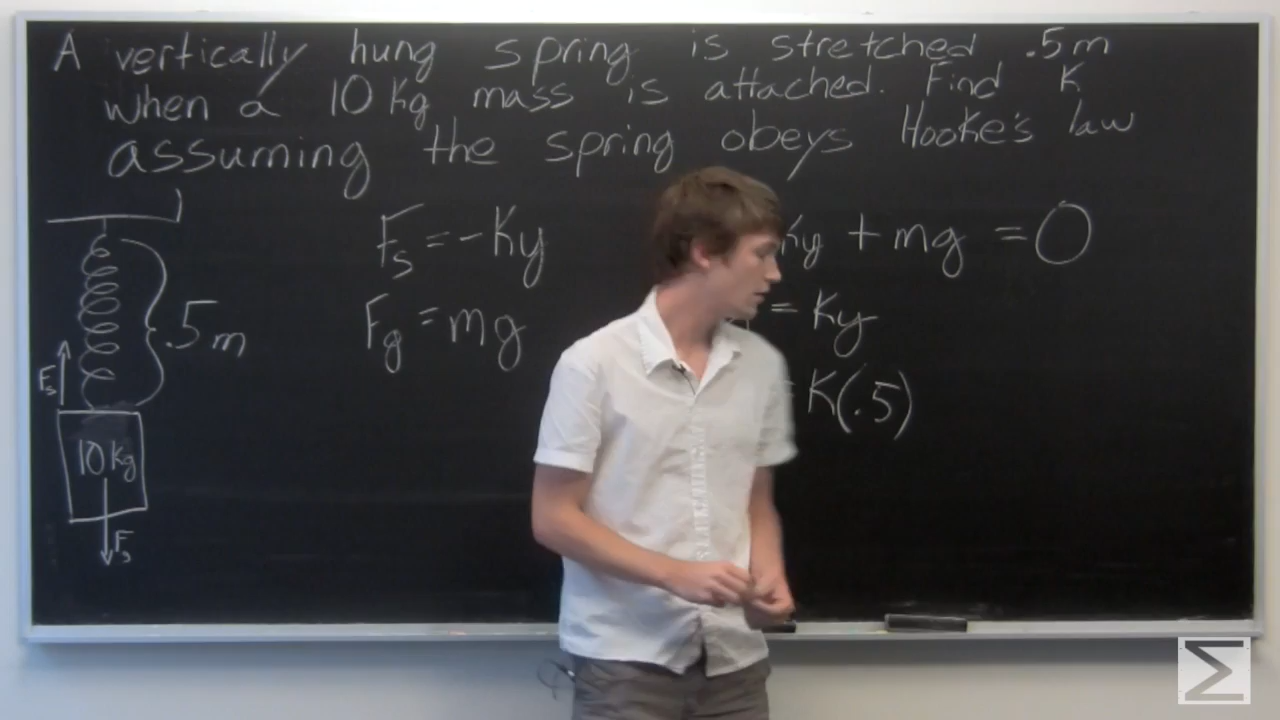 A vertically hung spring is stretched .5m
when a 10 Kg mass is attached. Find K
assuming the spring obeys Hooke's law
Fs = -Ky
Ky + mg = 0
Fg = mg
= Ky
= K(.5)
.5m
Fs
10 Kg
Fs
Σ